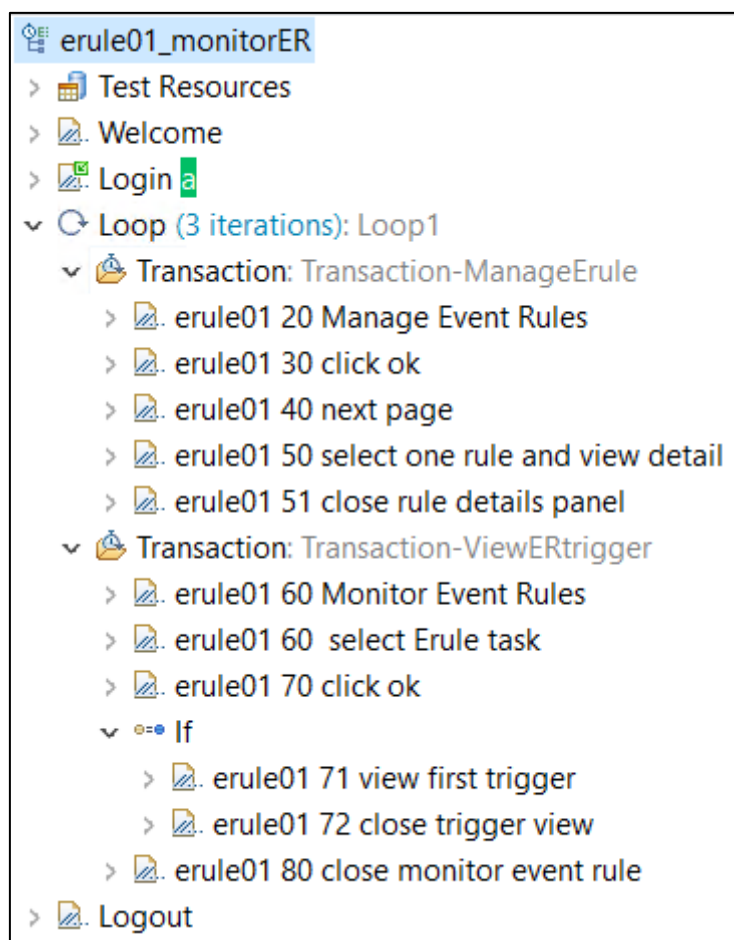 erule01_monitorER
Test Resources
Welcome
Login a
Loop (3 iterations): Loop1
Transaction: Transaction-ManageErule
erule01 20 Manage Event Rules
erule01 30 click ok
erule01 40 next page
erule01 50 select one rule and view detail
erule01 51 close rule details panel
Transaction: Transaction-ViewERtrigger
erule01 60 Monitor Event Rules
erule01 60  select Erule task
erule01 70 click ok
If
erule01 71 view first trigger
erule01 72 close trigger view
erule01 80 close monitor event rule
Logout